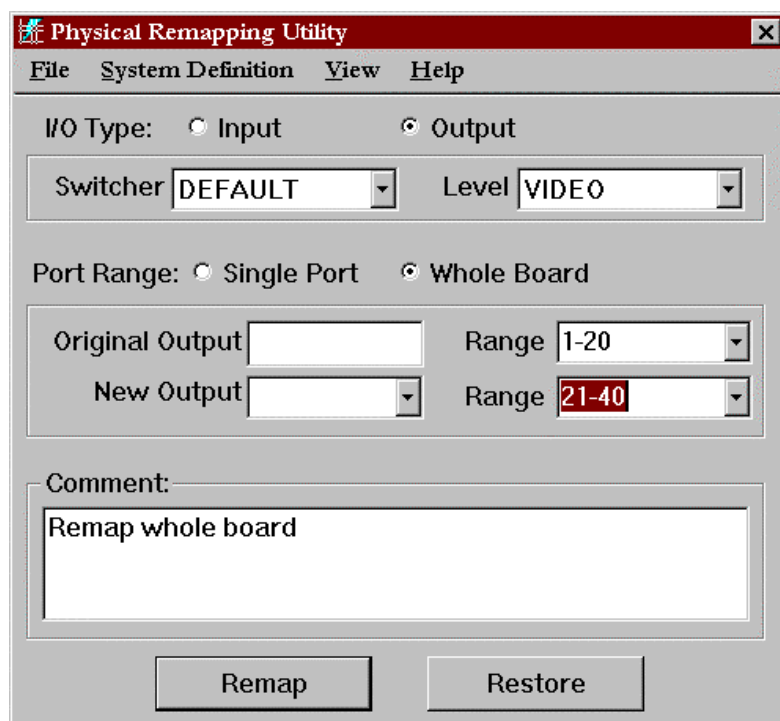 Physical Remapping Utility
File System Definition View Help
I/O Type: Input Output
Switcher DEFAULT Level VIDEO
Port Range: Single Port Whole Board
Original Output Range 1-20
New Output Range 21-40
Comment:
Remap whole board
Remap Restore